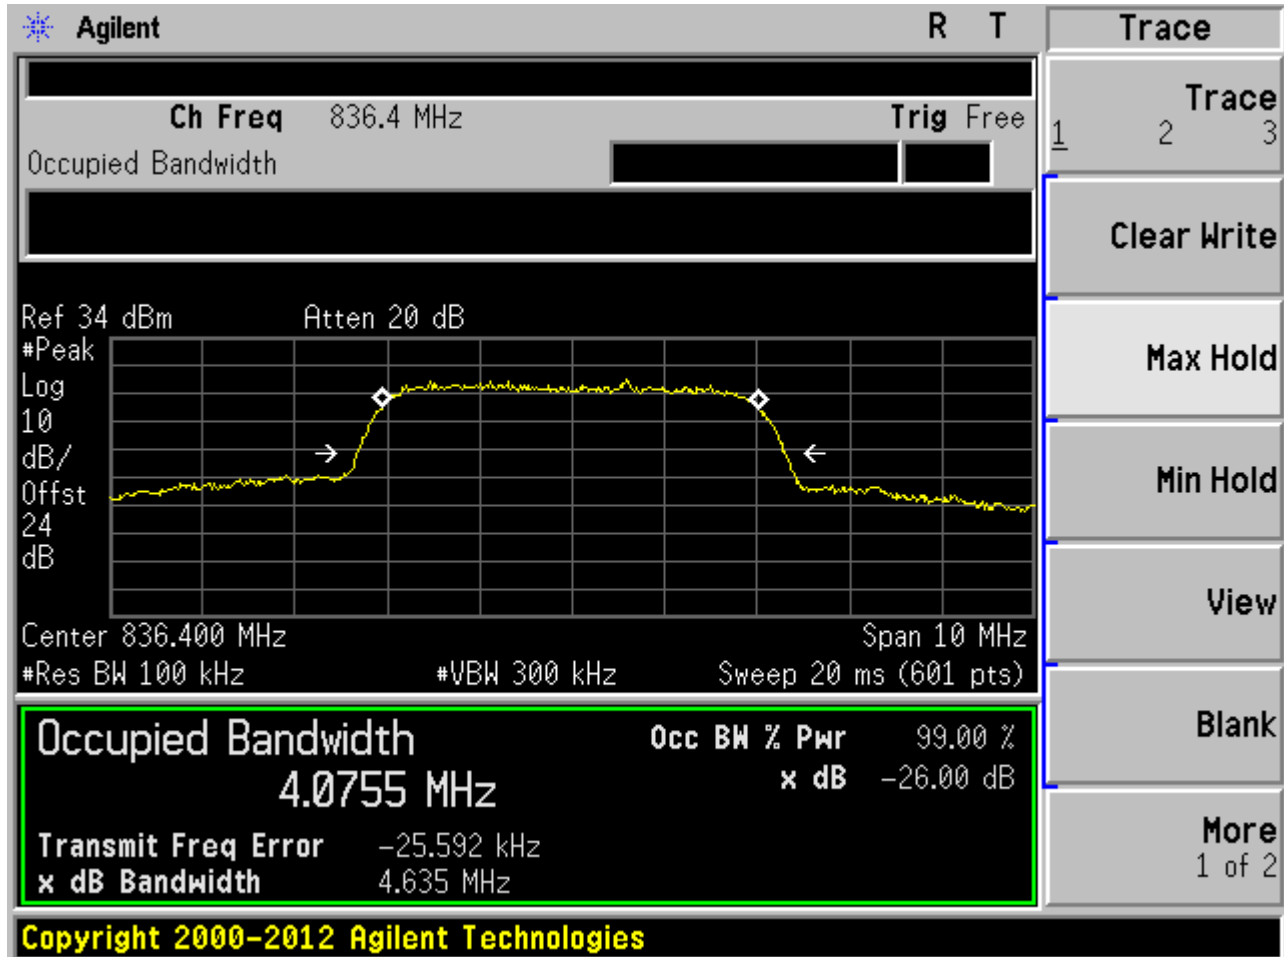 Agilent R T
Trace
Ch Freq 836.4 MHz Trig Free
Occupied Bandwidth
Trace
1 2 3
Clear Write
Max Hold
Min Hold
View
Blank
More
1 of 2
Ref 34 dBm Atten 20 dB
#Peak
Log
10
dB/
Offst
24
dB
Center 836.400 MHz Span 10 MHz
#Res BW 100 kHz #VBW 300 kHz Sweep 20 ms (601 pts)
Occupied Bandwidth Occ BW % Pwr 99.00 %
4.0755 MHz x dB -26.00 dB
Transmit Freq Error -25.592 kHz
x dB Bandwidth 4.635 MHz
Copyright 2000-2012 Agilent Technologies